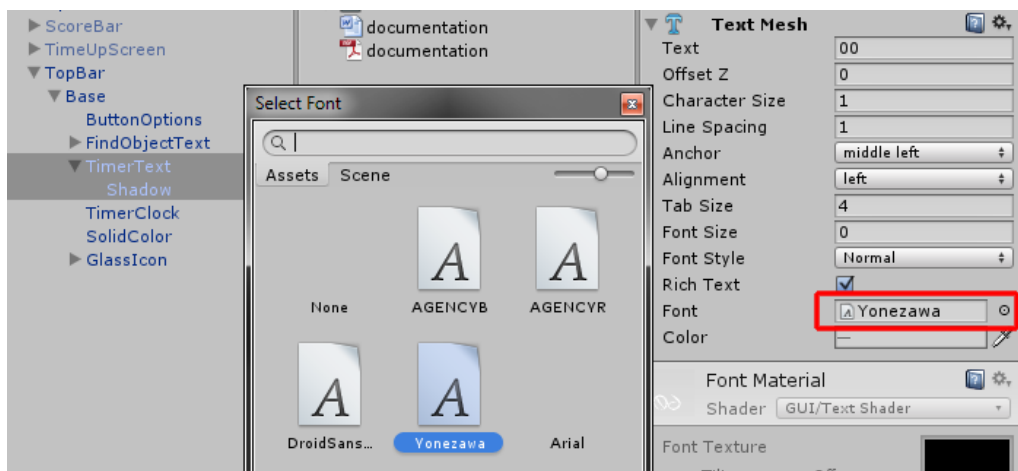 ScoreBar
TimeUpScreen
TopBar
Base
ButtonOptions
FindObjectText
TimerText
Shadow
TimerClock
SolidColor
GlassIcon
documentation
documentation
Select Font
Assets Scene
None AGENCYB AGENCYR
DroidSans... Yonezawa Arial
Text Mesh
Text 00
Offset Z 0
Character Size 1
Line Spacing 1
Anchor middle left
Alignment left
Tab Size 4
Font Size 0
Font Style Normal
Rich Text
Font Yonezawa
Color
Font Material
Shader GUI/Text Shader
Font Texture